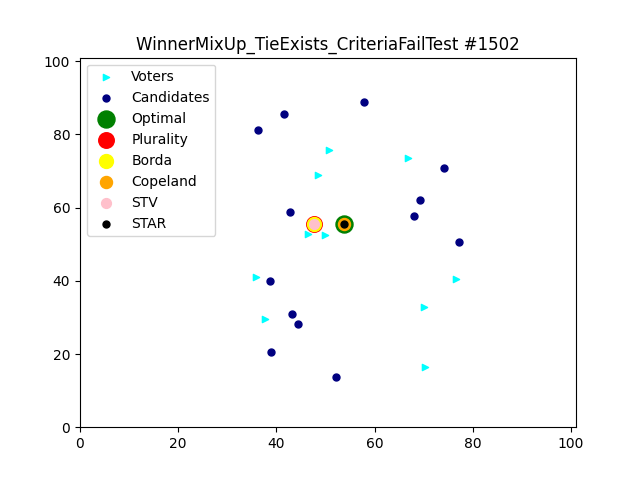 WinnerMixUp_TieExists_CriteriaFailTest #1502
100
80
60
40
20
0
Voters
Candidates
Optimal
Plurality
Borda
Copeland
STV
STAR
0 20 40 60 80 100